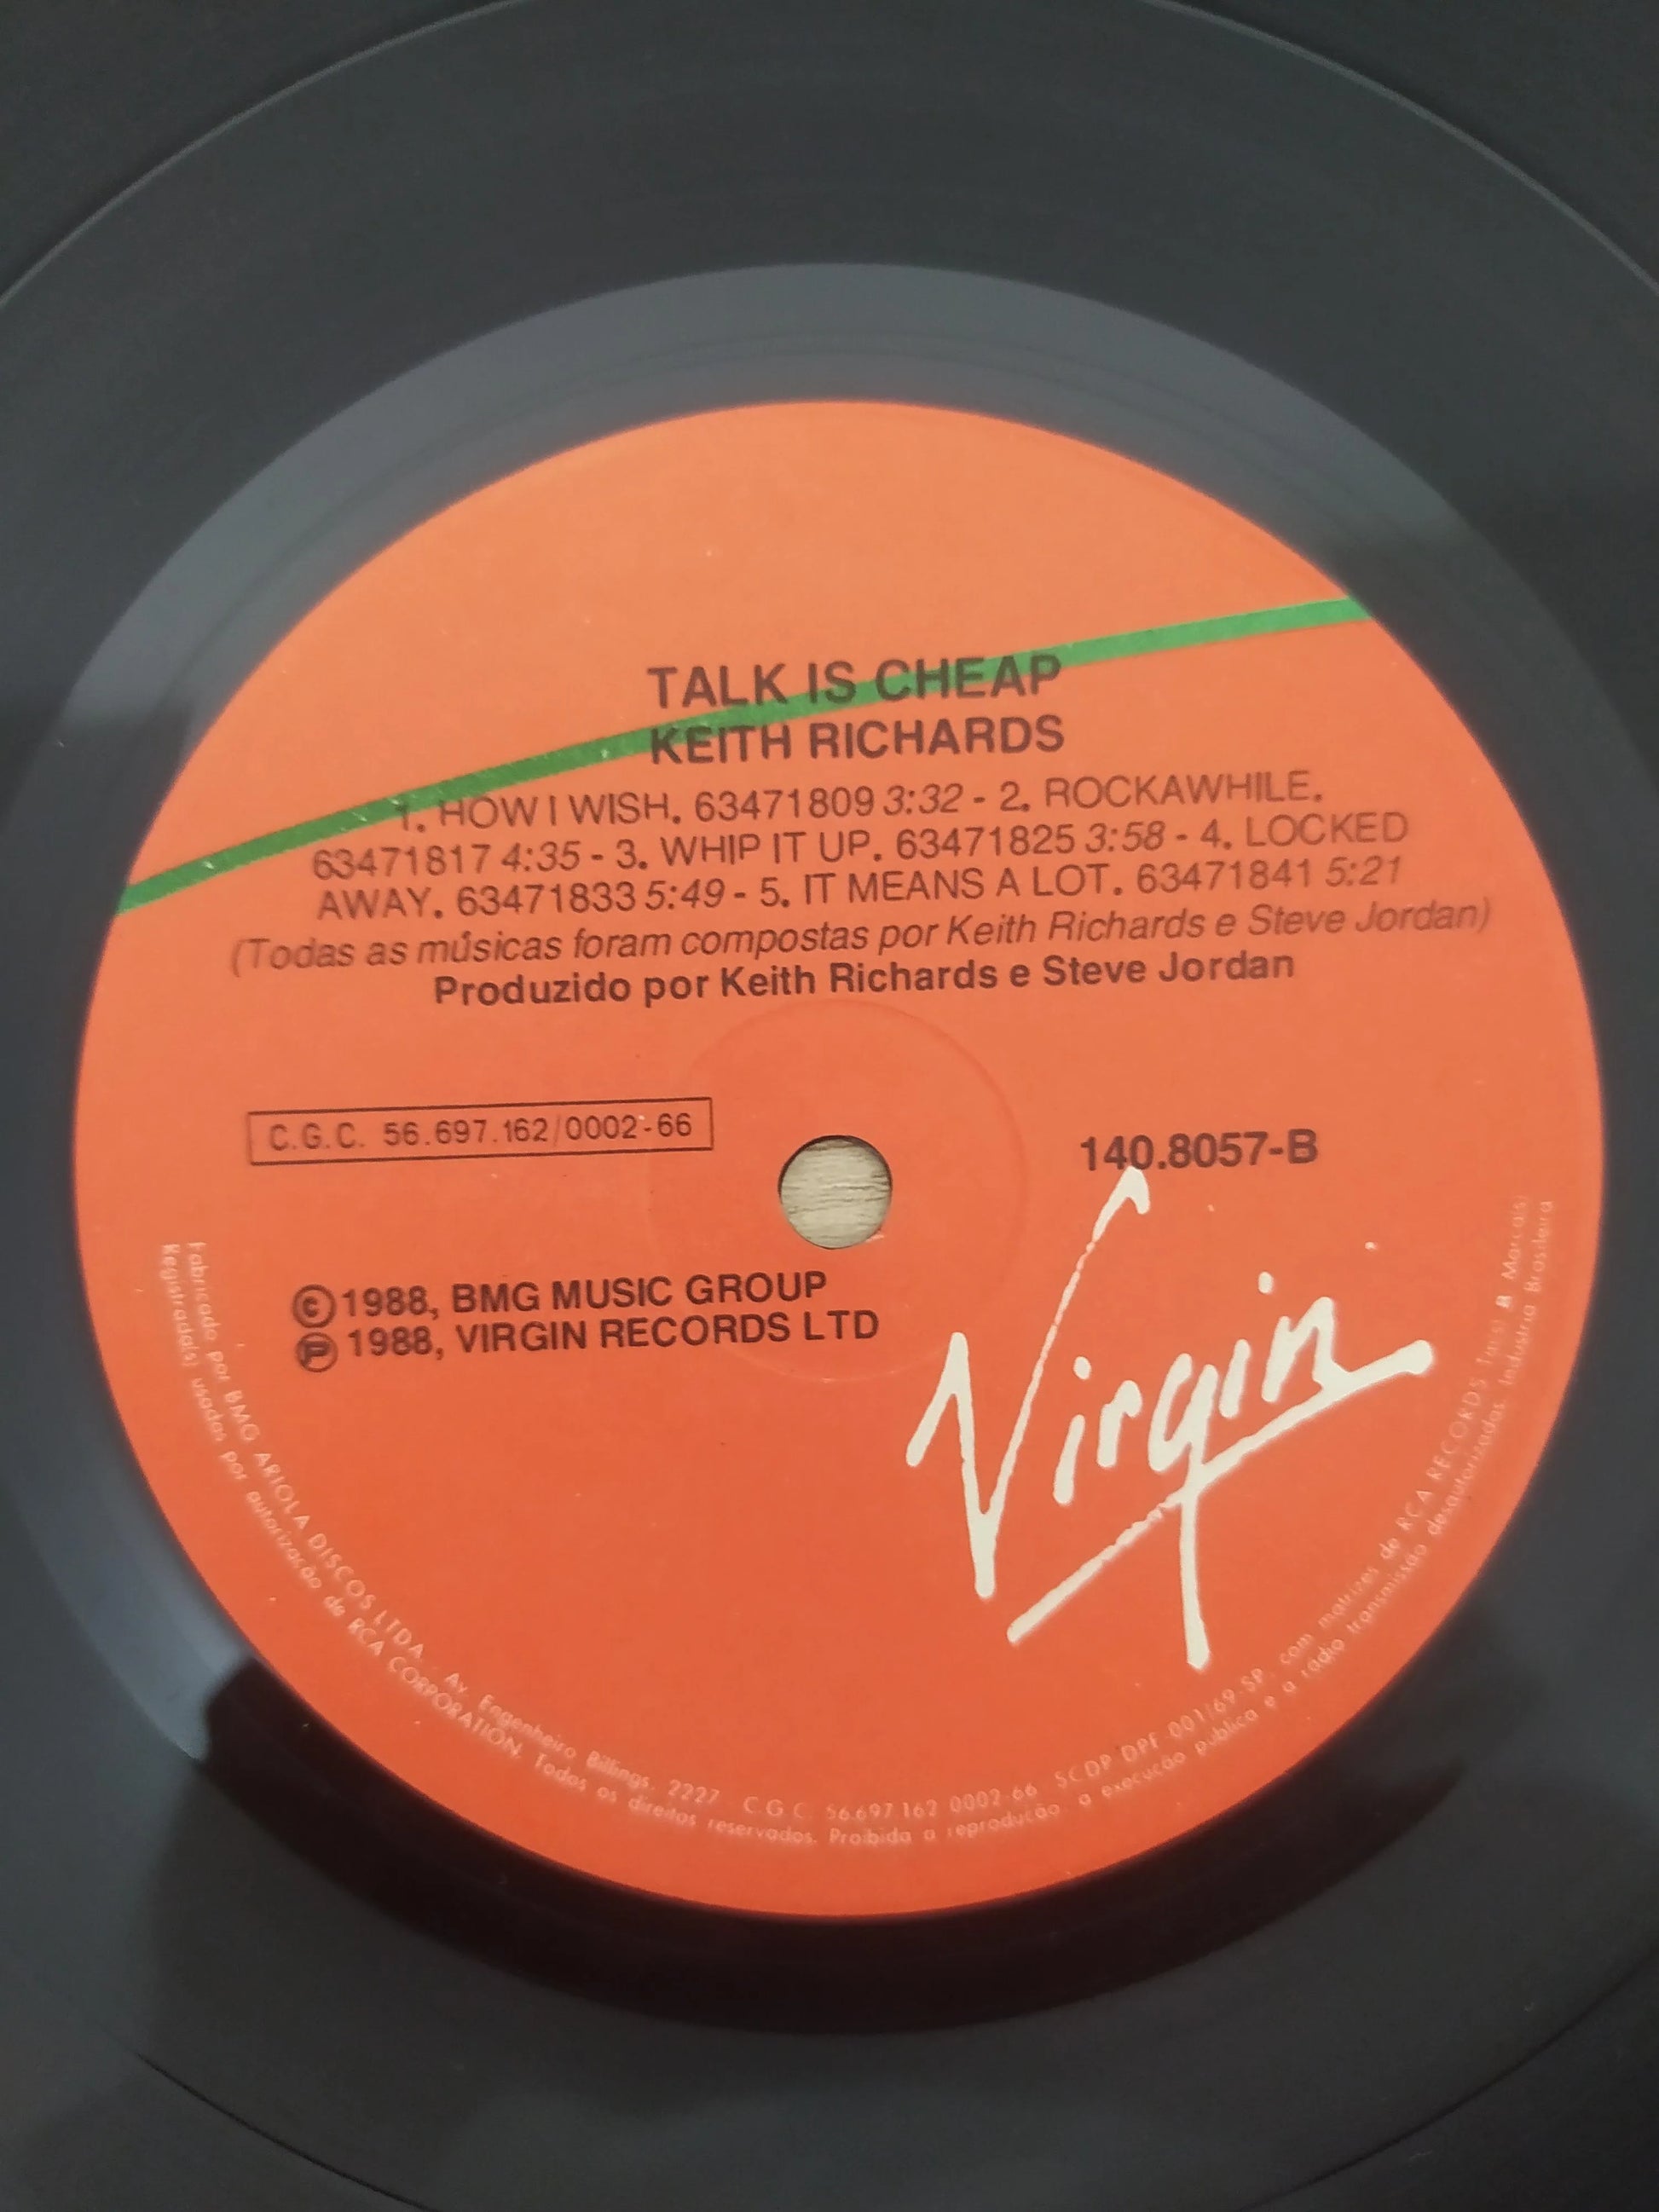 TALK IS CHEAP
KEITH RICHARDS
1. HOW I WISH. 63471809 3:32 - 2. ROCKAWHILE.
63471817 4:35 - 3. WHIP IT UP. 63471825 3:58 - 4. LOCKED
AWAY. 63471833 5:49 - 5. IT MEANS A LOT. 63471841 5:21
(Todas as músicas foram compostas por Keith Richards e Steve Jordan)
Produzido por Keith Richards e Steve Jordan
C.G.C. 56.697.162/0002-66
140.8057-B
©1988, BMG MUSIC GROUP
℗1988, VIRGIN RECORDS LTD
Virgin
Fabricado por BMG ARIOLA DISCOS LTDA. Av. Engenheiro Billings, 2227 C.G.C. 56.697.162 0002-66 SCDP DPF 001/69-SP, com matrizes de RCA RECORDS Marca(s)
Registrada(s) usadas por autorização de RCA CORPORATION. Todos os direitos reservados. Proibida a reprodução, a execução pública e a rádio transmissão desautorizadas. Indústria Brasileira